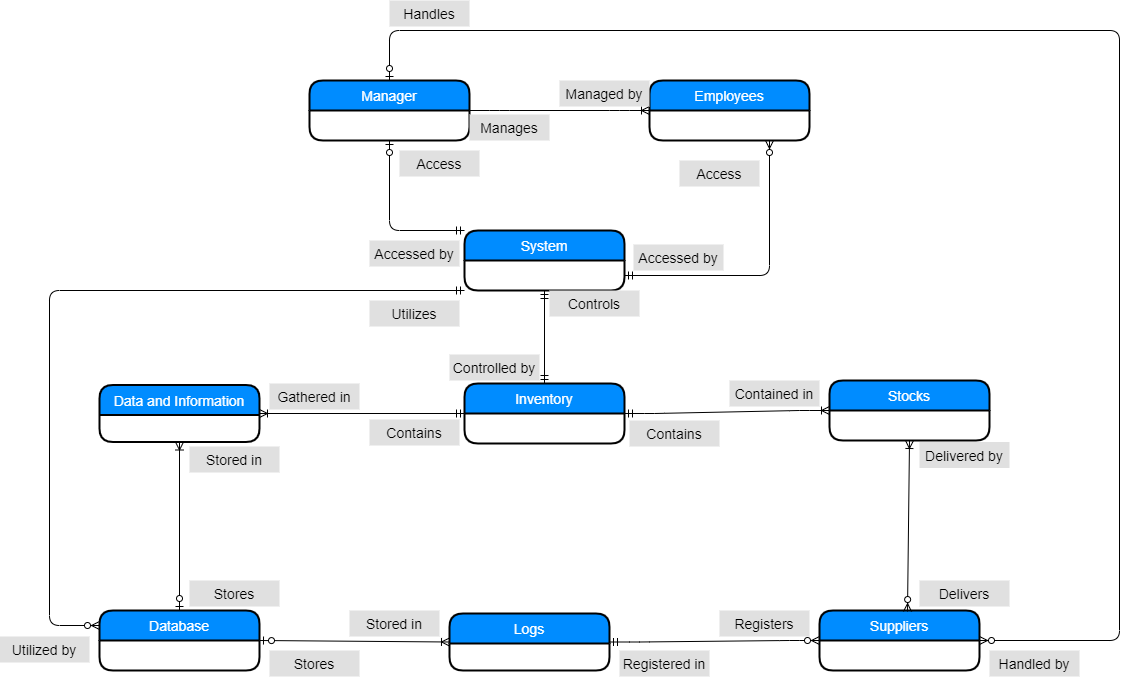 Handles
Manager
Managed by
Employees
Manages
Access
Access
System
Accessed by
Accessed by
Utilizes
Controls
Controlled by
Data and Information
Gathered in
Inventory
Contained in
Stocks
Contains
Contains
Stored in
Delivered by
Stores
Delivers
Database
Stored in
Logs
Registers
Suppliers
Utilized by
Stores
Registered in
Handled by